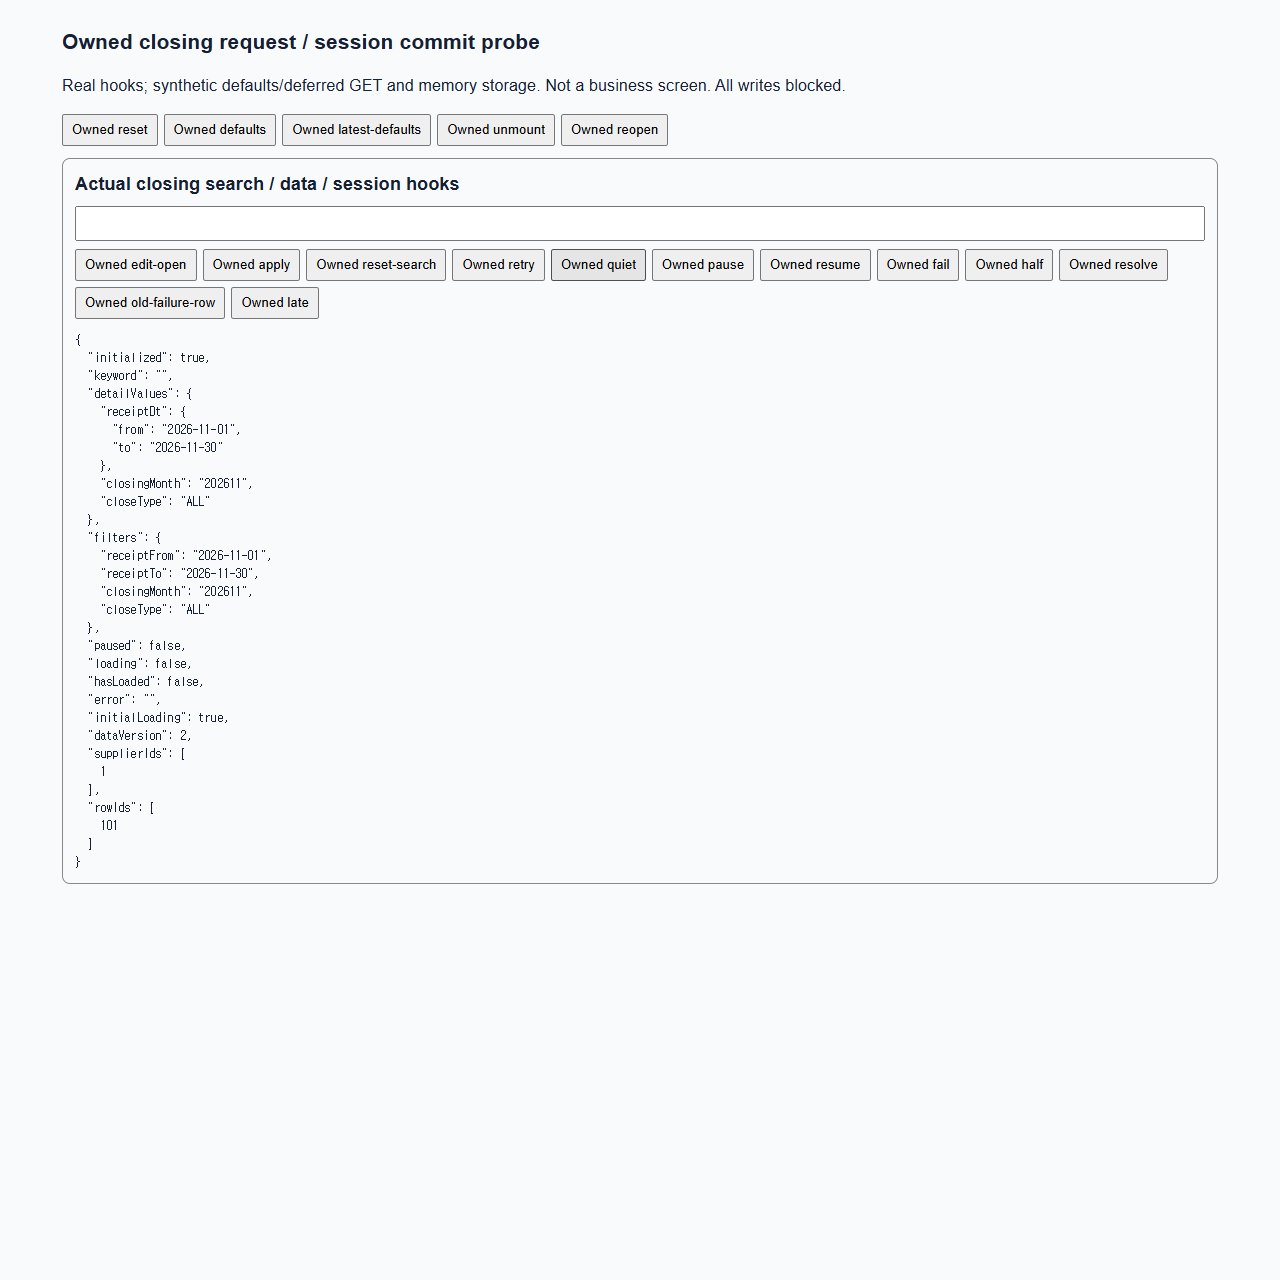 Owned closing request / session commit probe
Real hooks; synthetic defaults/deferred GET and memory storage. Not a business screen. All writes blocked.
Owned reset Owned defaults Owned latest-defaults Owned unmount Owned reopen
Actual closing search / data / session hooks
Owned edit-open Owned apply Owned reset-search Owned retry Owned quiet Owned pause Owned resume Owned fail Owned half Owned resolve
Owned old-failure-row Owned late
{
  "initialized": true,
  "keyword": "",
  "detailValues": {
    "receiptDt": {
      "from": "2026-11-01",
      "to": "2026-11-30"
    },
    "closingMonth": "202611",
    "closeType": "ALL"
  },
  "filters": {
    "receiptFrom": "2026-11-01",
    "receiptTo": "2026-11-30",
    "closingMonth": "202611",
    "closeType": "ALL"
  },
  "paused": false,
  "loading": false,
  "hasLoaded": false,
  "error": "",
  "initialLoading": true,
  "dataVersion": 2,
  "supplierIds": [
    1
  ],
  "rowIds": [
    101
  ]
}